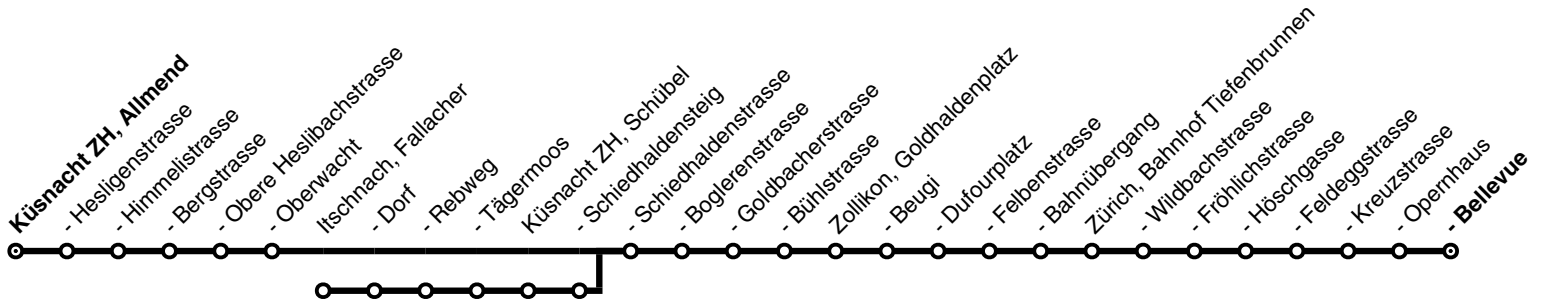 Küsnacht ZH, Allmend
- Hesligenstrasse
- Himmelistrasse
- Bergstrasse
- Obere Heslibachstrasse
- Oberwacht
Itschnach, Fallacher
- Dorf
- Rebweg
- Tägermoos
Küsnacht ZH, Schübel
- Schiedhaldensteig
- Schiedhaldenstrasse
- Boglerenstrasse
- Goldbacherstrasse
- Bühlstrasse
Zollikon, Goldhaldenplatz
- Beugi
- Dufourplatz
- Felbenstrasse
- Bahnübergang
Zürich, Bahnhof Tiefenbrunnen
- Wildbachstrasse
- Fröhlichstrasse
- Höschgasse
- Feldeggstrasse
- Kreuzstrasse
- Opernhaus
- Bellevue